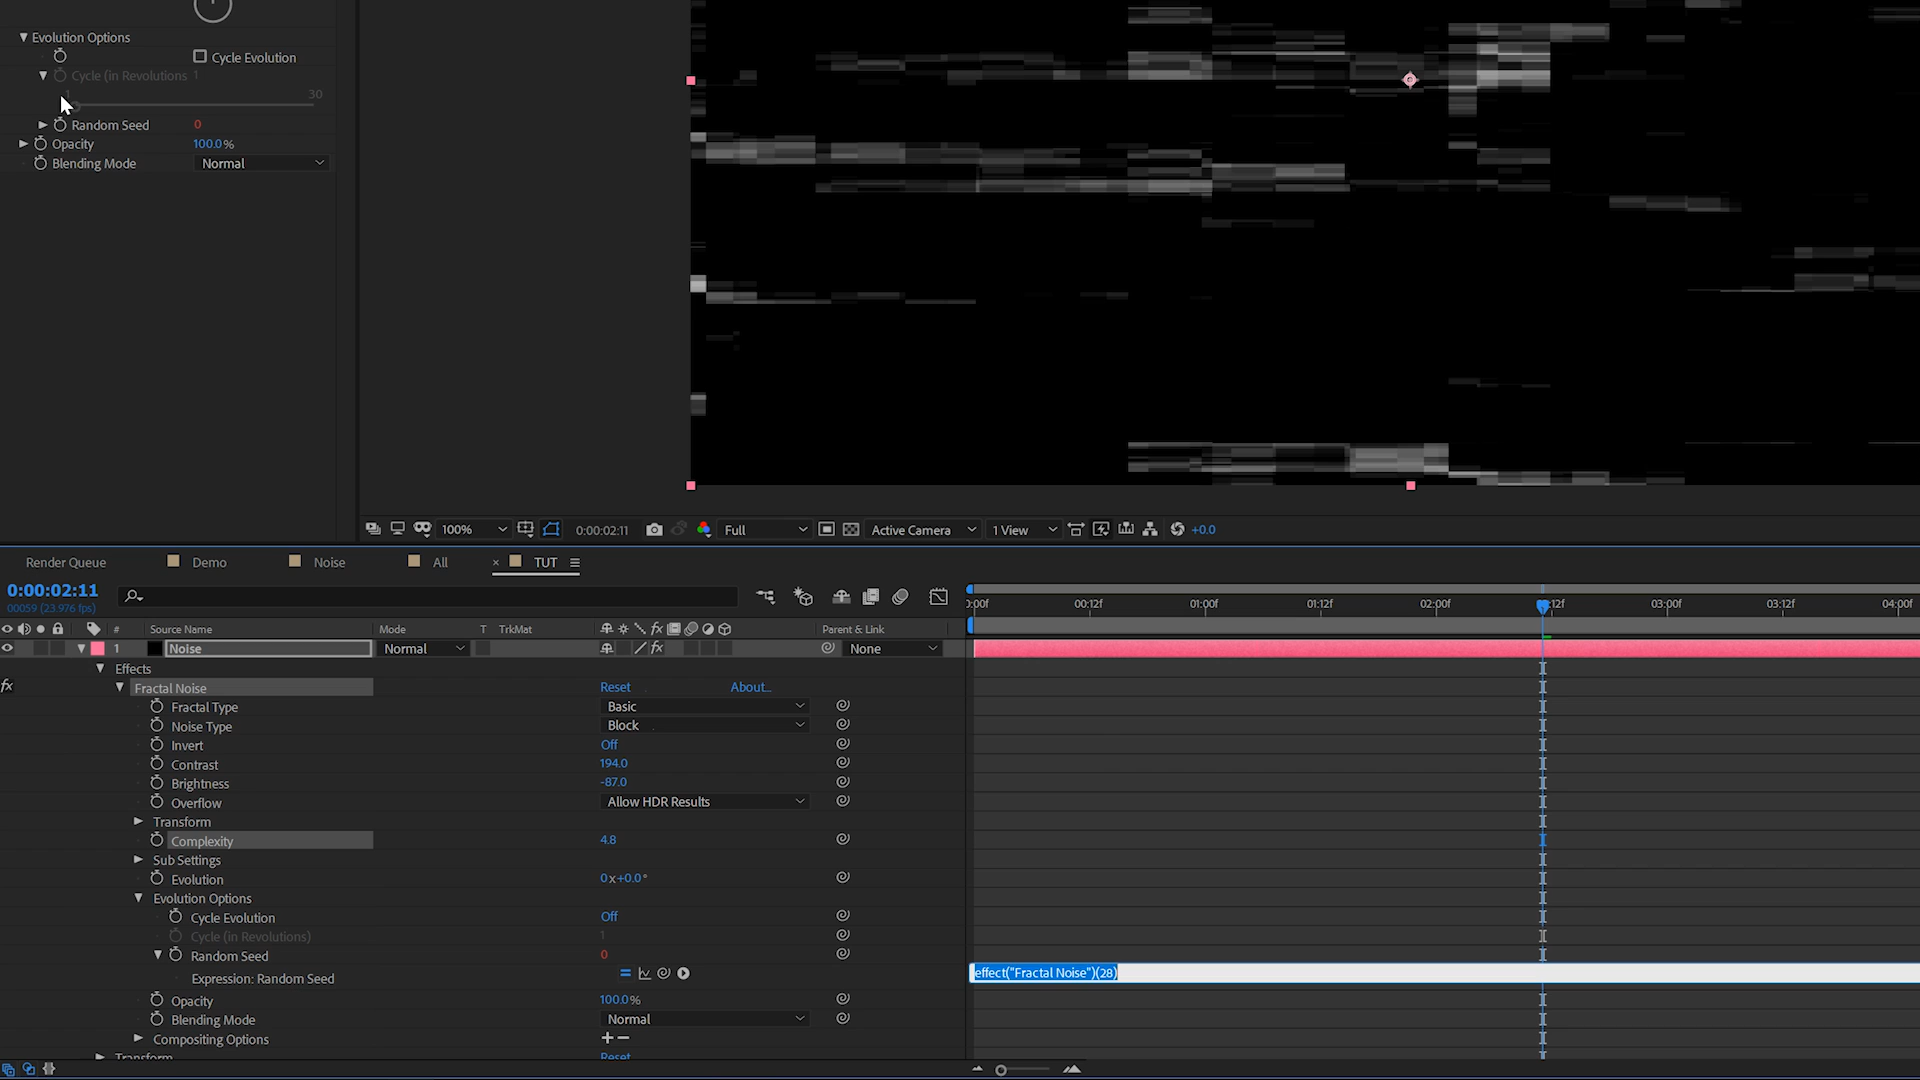 Evolution Options
Cycle Evolution
Cycle (in Revolutions 1
1 30
Random Seed 0
Opacity 100.0%
Blending Mode Normal
100% 0:00:02:11 Full Active Camera 1 View +0.0
Render Queue Demo Noise All × TUT
0:00:02:11
00059 (23.976 fps)
:00f 00:12f 01:00f 01:12f 02:00f 12f 03:00f 03:12f 04:00f
# Source Name Mode T TrkMat Parent & Link
1 Noise Normal None
Effects
fx Fractal Noise Reset About...
Fractal Type Basic
Noise Type Block
Invert Off
Contrast 194.0
Brightness -87.0
Overflow Allow HDR Results
Transform
Complexity 4.8
Sub Settings
Evolution 0x+0.0°
Evolution Options
Cycle Evolution Off
Cycle (in Revolutions) 1
Random Seed 0
Expression: Random Seed effect("Fractal Noise")(28)
Opacity 100.0%
Blending Mode Normal
Compositing Options +−
Transform Reset